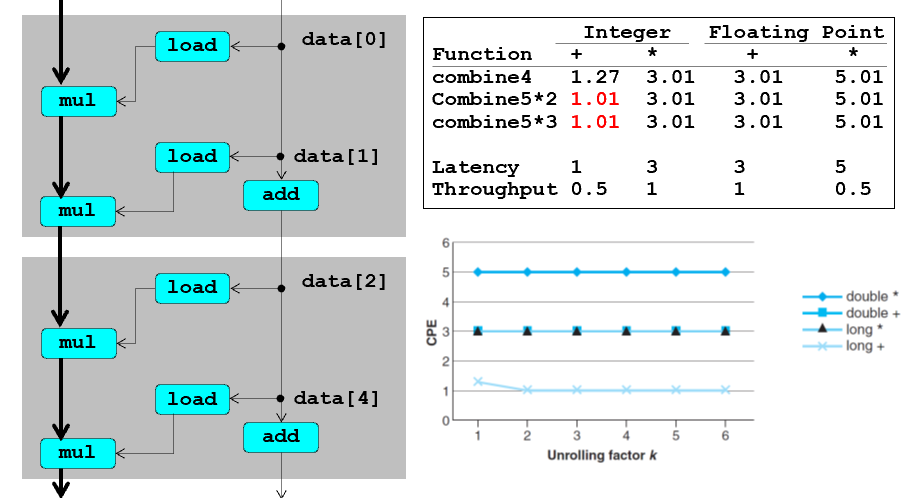 load
data[0]
mul
load
data[1]
add
mul
load
data[2]
mul
load
data[4]
add
mul
Integer Floating Point
Function + * + *
combine4 1.27 3.01 3.01 5.01
Combine5*2 1.01 3.01 3.01 5.01
combine5*3 1.01 3.01 3.01 5.01
Latency 1 3 3 5
Throughput 0.5 1 1 0.5
6
5
4
3
2
1
0
CPE
1 2 3 4 5 6
Unrolling factor k
double *
double +
long *
long +